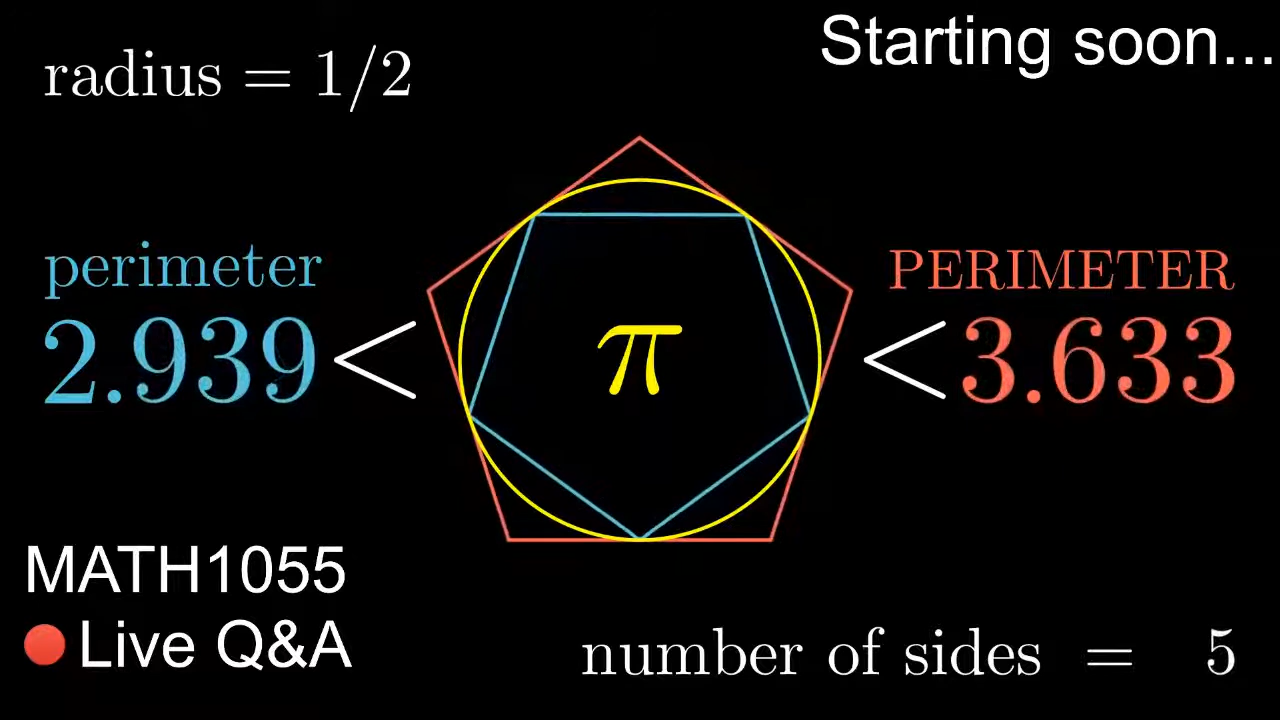 radius = 1/2
Starting soon...
perimeter
2.939 <
π
PERIMETER
< 3.633
MATH1055
Live Q&A
number of sides = 5